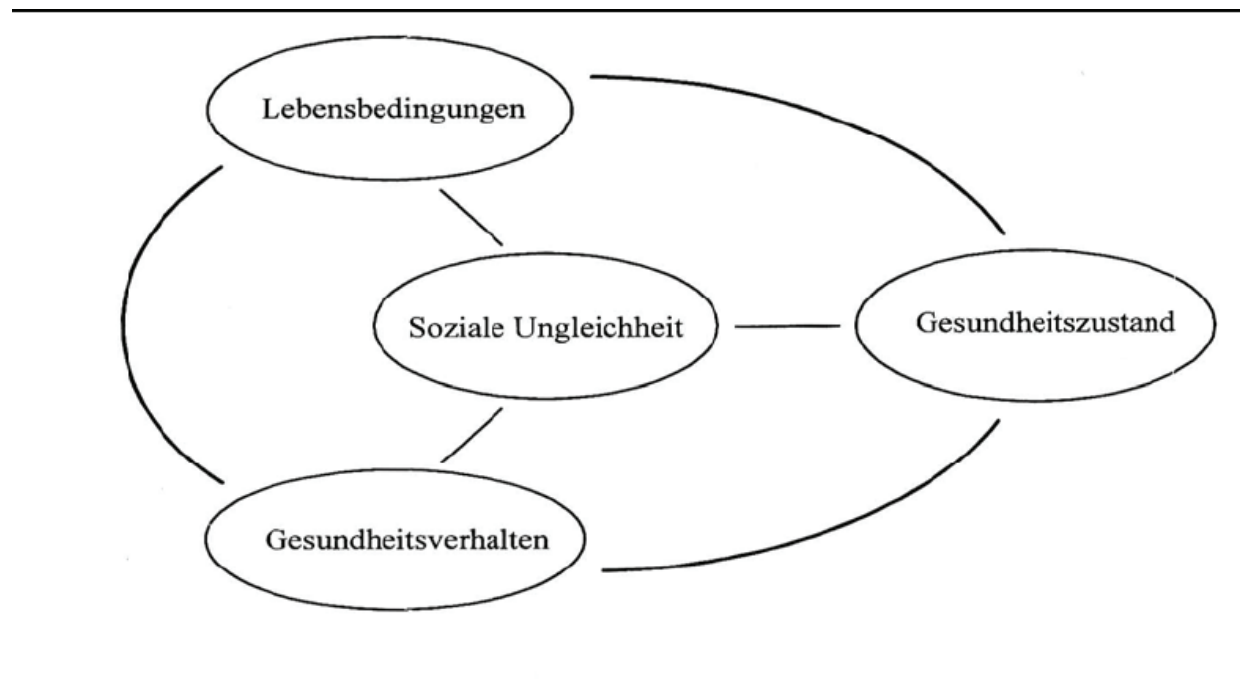 Lebensbedingungen
Soziale Ungleichheit
Gesundheitszustand
Gesundheitsverhalten